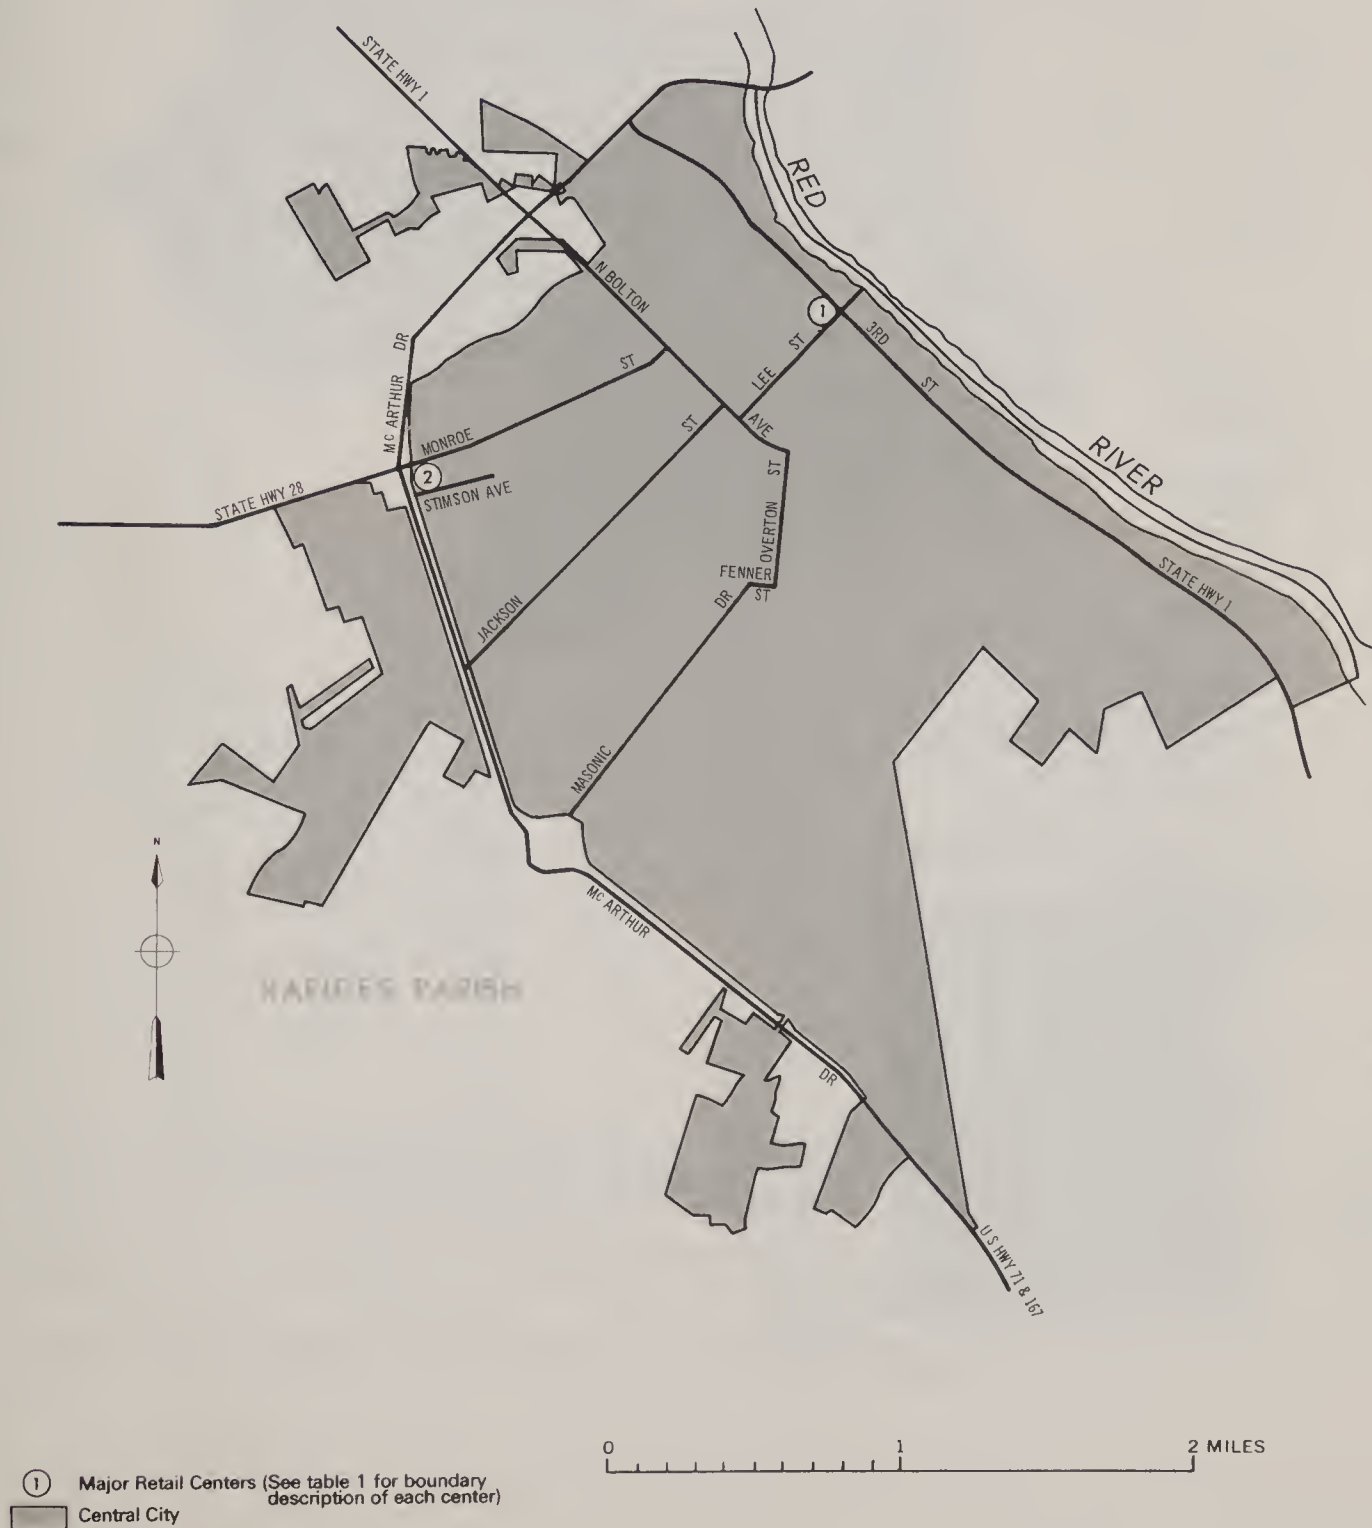 STATE HWY 1
RED
RIVER
N BOLTON
AVE
1
3RD
ST
LEE
ST
MC ARTHUR
DR
MONROE
ST
2
STIMSON AVE
STATE HWY 28
JACKSON
ST
OVERTON
ST
FENNER
ST
MASONIC
DR
STATE HWY 1
N
RAPIDES PARISH
MC ARTHUR
DR
U S HWY 71 & 167
0 1 2 MILES
1 Major Retail Centers (See table 1 for boundary
description of each center)
Central City